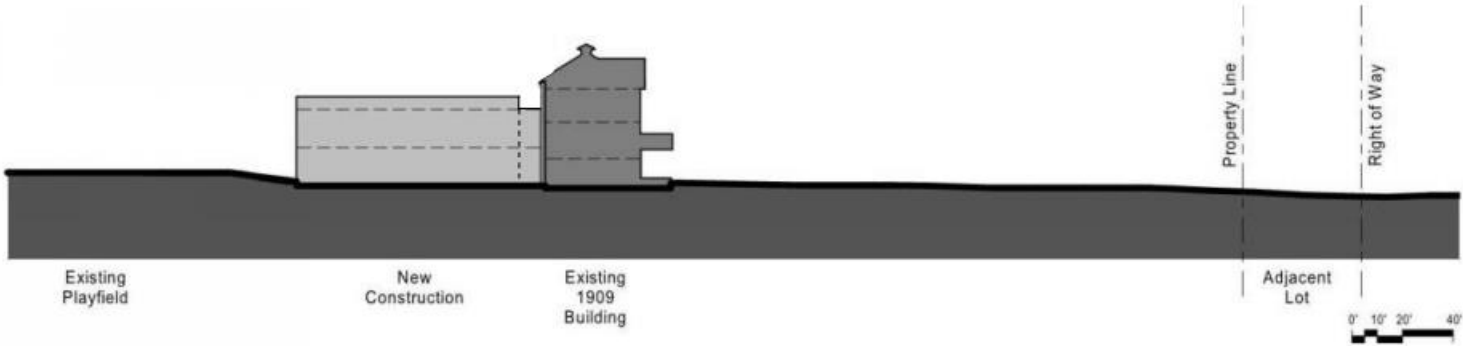 Property Line
Right of Way
Existing
Playfield
New
Construction
Existing
1909
Building
Adjacent
Lot
0' 10' 20' 40'